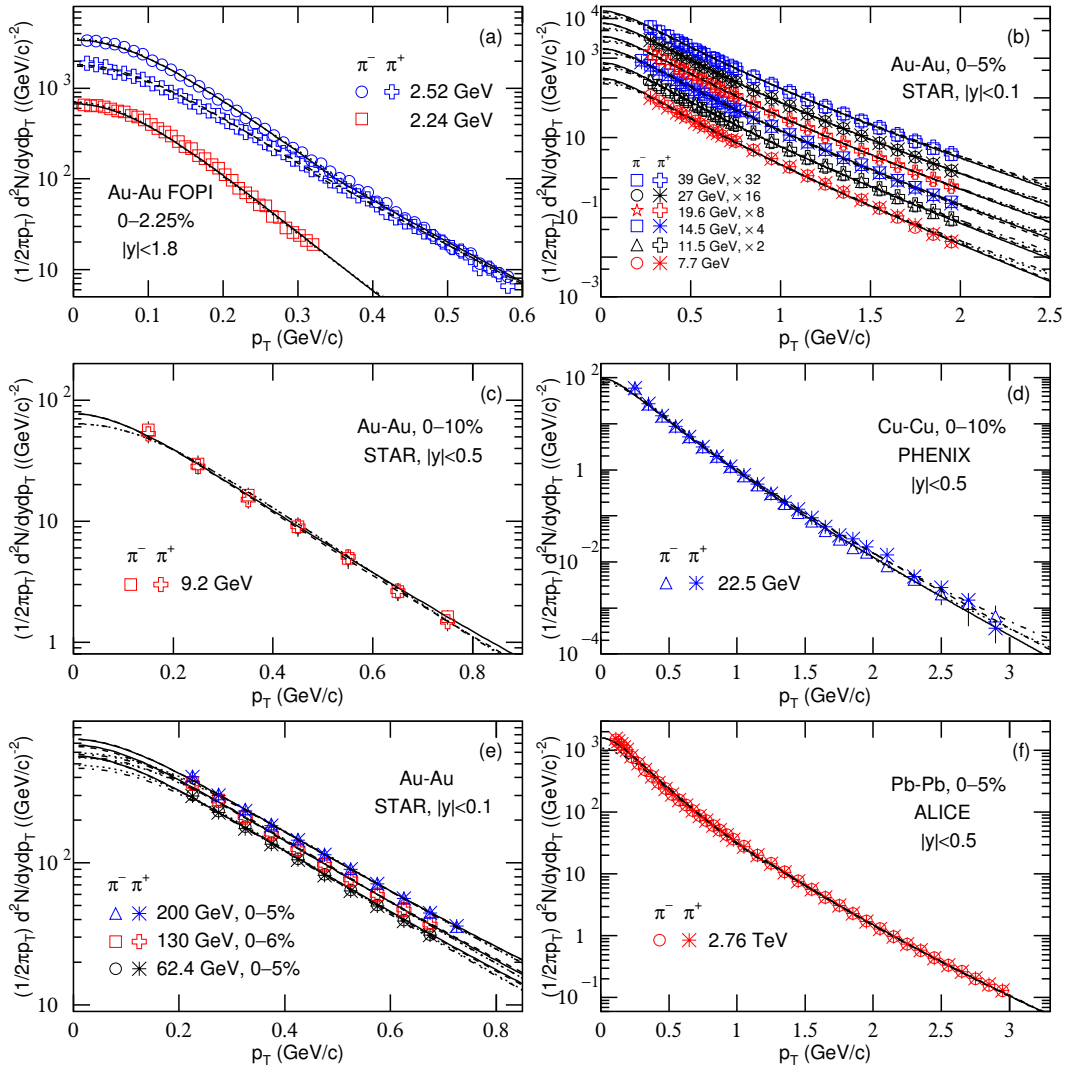 (1/2πp_T) d²N/dydp_T ((GeV/c)⁻²)
10³
10²
10
(a)
π⁻ π⁺
2.52 GeV
2.24 GeV
Au-Au FOPI
0–2.25%
|y|<1.8
0 0.1 0.2 0.3 0.4 0.5 0.6
p_T (GeV/c)
(1/2πp_T) d²N/dydp_T ((GeV/c)⁻²)
10⁴
10²
10
10⁻¹
10⁻³
(b)
Au-Au, 0–5%
STAR, |y|<0.1
π⁻ π⁺
39 GeV, ×32
27 GeV, ×16
19.6 GeV, ×8
14.5 GeV, ×4
11.5 GeV, ×2
7.7 GeV
0 0.5 1 1.5 2 2.5
p_T (GeV/c)
(1/2πp_T) d²N/dydp_T ((GeV/c)⁻²)
10²
10
1
(c)
Au-Au, 0–10%
STAR, |y|<0.5
π⁻ π⁺
9.2 GeV
0 0.2 0.4 0.6 0.8
p_T (GeV/c)
(1/2πp_T) d²N/dydp_T ((GeV/c)⁻²)
10²
1
10⁻²
10⁻⁴
(d)
Cu-Cu, 0–10%
PHENIX
|y|<0.5
π⁻ π⁺
22.5 GeV
0 0.5 1 1.5 2 2.5 3
p_T (GeV/c)
(1/2πp_T) d²N/dydp_T ((GeV/c)⁻²)
10²
10
(e)
Au-Au
STAR, |y|<0.1
π⁻ π⁺
200 GeV, 0–5%
130 GeV, 0–6%
62.4 GeV, 0–5%
0 0.2 0.4 0.6 0.8
p_T (GeV/c)
(1/2πp_T) d²N/dydp_T ((GeV/c)⁻²)
10³
10²
10
1
10⁻¹
(f)
Pb-Pb, 0–5%
ALICE
|y|<0.5
π⁻ π⁺
2.76 TeV
0 0.5 1 1.5 2 2.5 3
p_T (GeV/c)